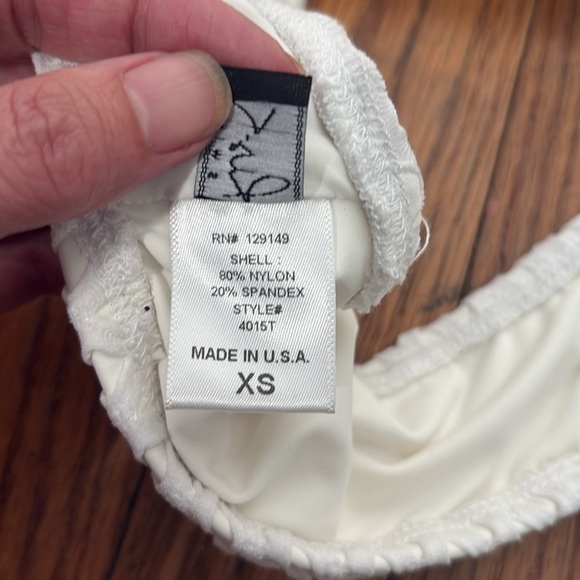 RN# 129149
SHELL :
80% NYLON
20% SPANDEX
STYLE#
4015T
MADE IN U.S.A.
XS